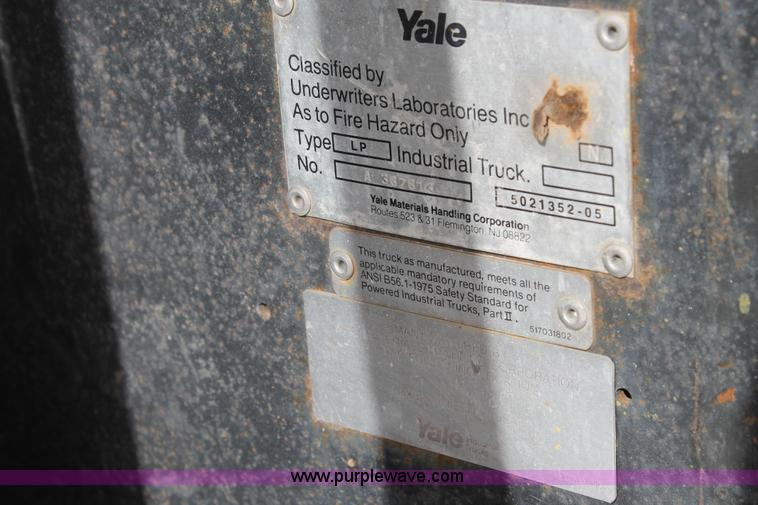 Yale
Classified by
Underwriters Laboratories Inc
As to Fire Hazard Only
N
Type LP Industrial Truck.
No.
5021352-05
Yale Materials Handling Corporation
Routes 523 & 31 Flemington, NJ 08822
This truck as manufactured, meets all the
applicable mandatory requirements of
ANSI B56.1-1975 Safety Standard for
Powered Industrial Trucks, Part II.
517031802
CORPORATION
Yale
www.purplewave.com